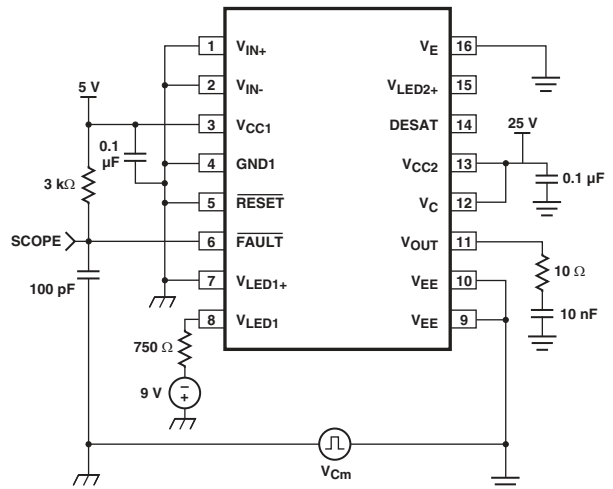 1 V_IN+
2 V_IN-
3 V_CC1
4 GND1
5 RESET
6 FAULT
7 V_LED1+
8 V_LED1
V_E 16
V_LED2+ 15
DESAT 14
V_CC2 13
V_C 12
V_OUT 11
V_EE 10
V_EE 9
5 V
0.1
µF
3 kΩ
SCOPE
100 pF
750 Ω
9 V
−
+
V_Cm
25 V
0.1 µF
10 Ω
10 nF